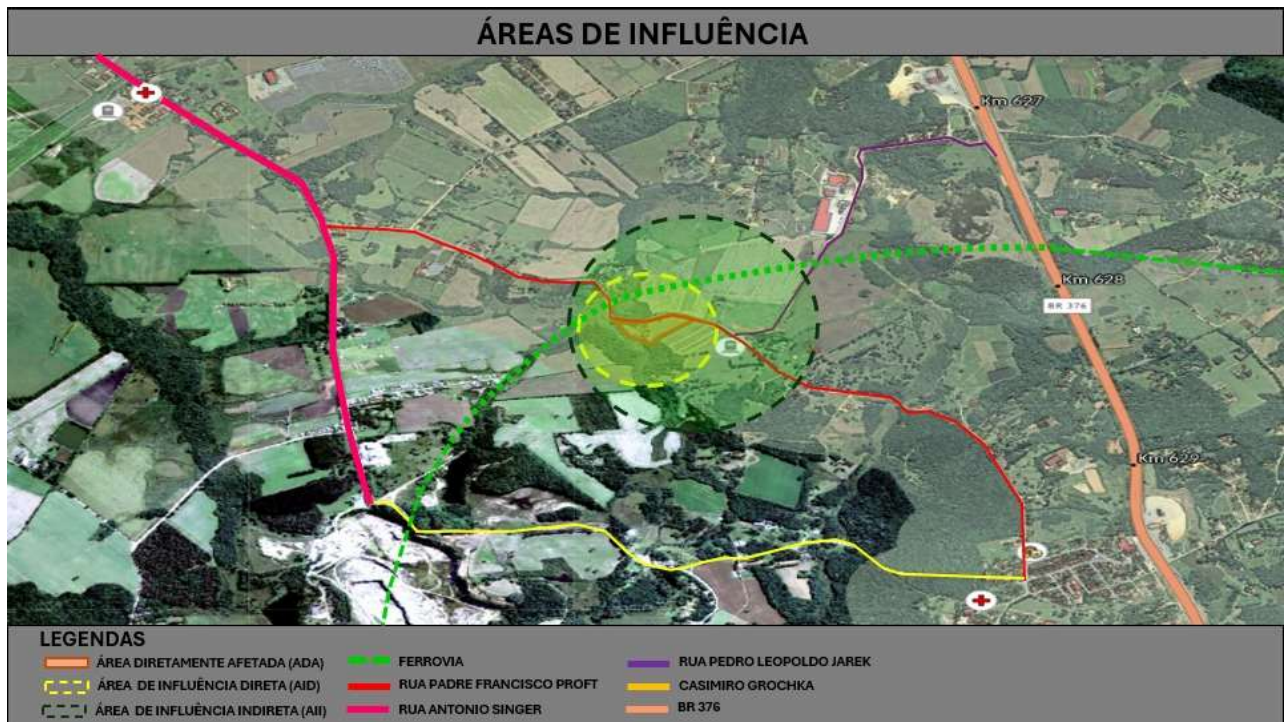 ÁREAS DE INFLUÊNCIA
Km 627
Km 628
BR 376
Km 629
LEGENDAS
ÁREA DIRETAMENTE AFETADA (ADA)
FERROVIA
RUA PEDRO LEOPOLDO JAREK
ÁREA DE INFLUÊNCIA DIRETA (AID)
RUA PADRE FRANCISCO PROFT
CASIMIRO GROCHKA
ÁREA DE INFLUÊNCIA INDIRETA (AII)
RUA ANTONIO SINGER
BR 376